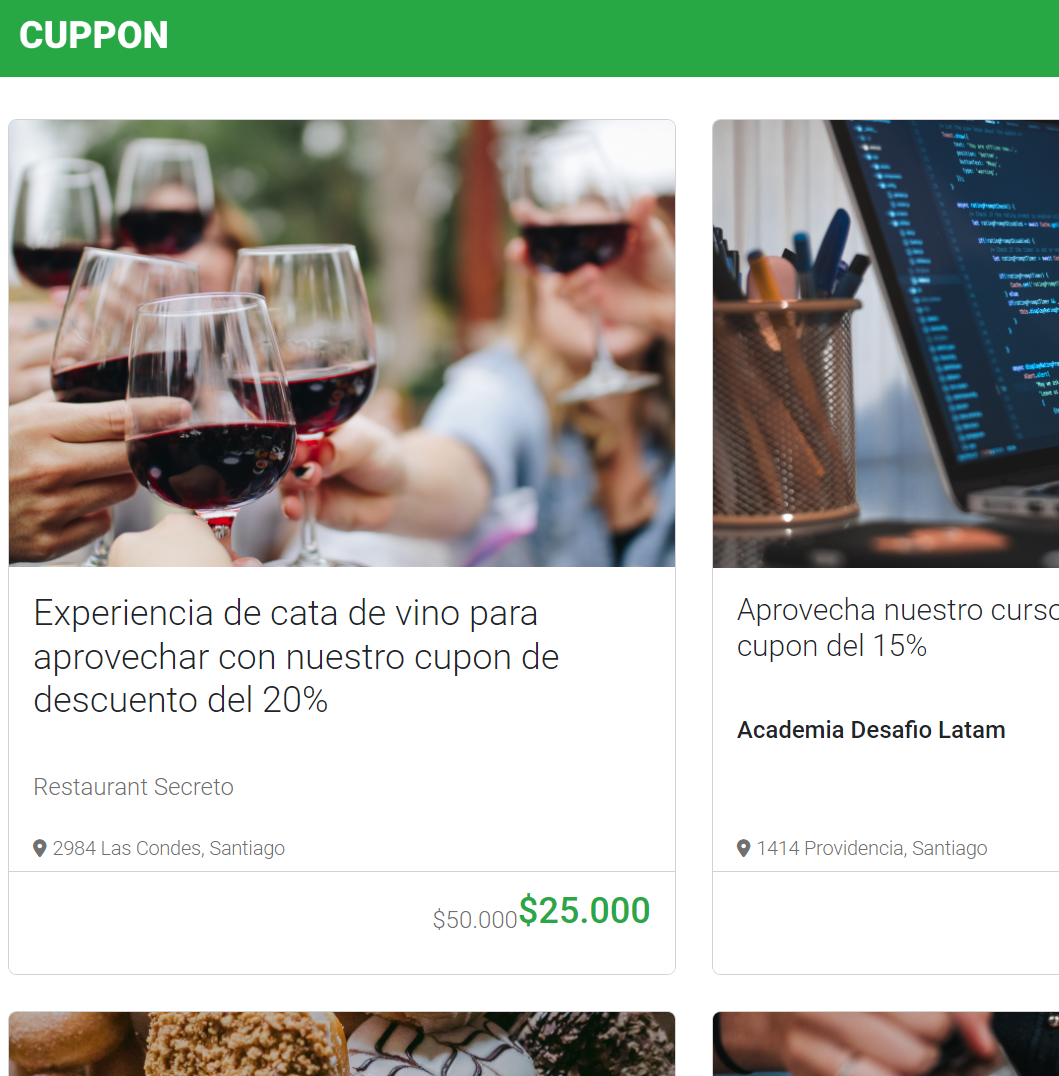 CUPPON
Experiencia de cata de vino para
aprovechar con nuestro cupon de
descuento del 20%
Restaurant Secreto
2984 Las Condes, Santiago
$50.000 $25.000
Aprovecha nuestro curso
cupon del 15%
Academia Desafio Latam
1414 Providencia, Santiago